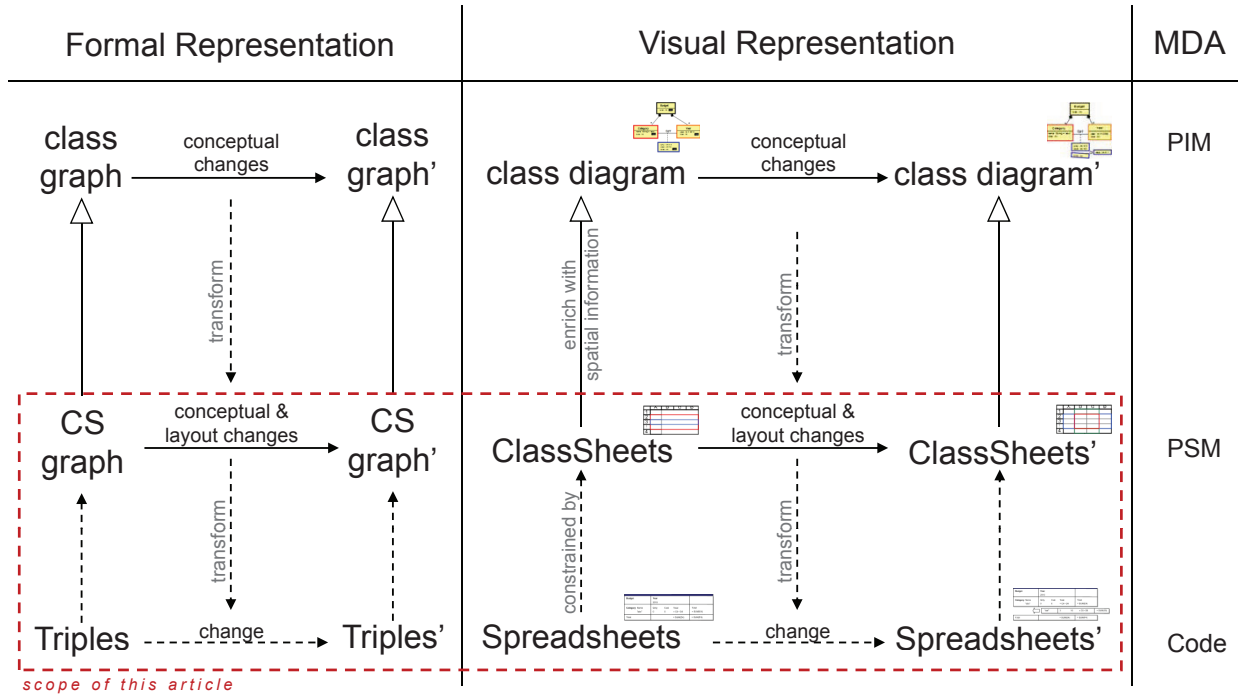 Formal Representation
Visual Representation
MDA
class
graph
conceptual
changes
class
graph’
class diagram
conceptual
changes
class diagram’
PIM
transform
enrich with
spatial information
transform
CS
graph
conceptual &
layout changes
CS
graph’
ClassSheets
conceptual &
layout changes
ClassSheets’
PSM
transform
constrained by
transform
Triples
change
Triples’
Spreadsheets
change
Spreadsheets’
Code
scope of this article